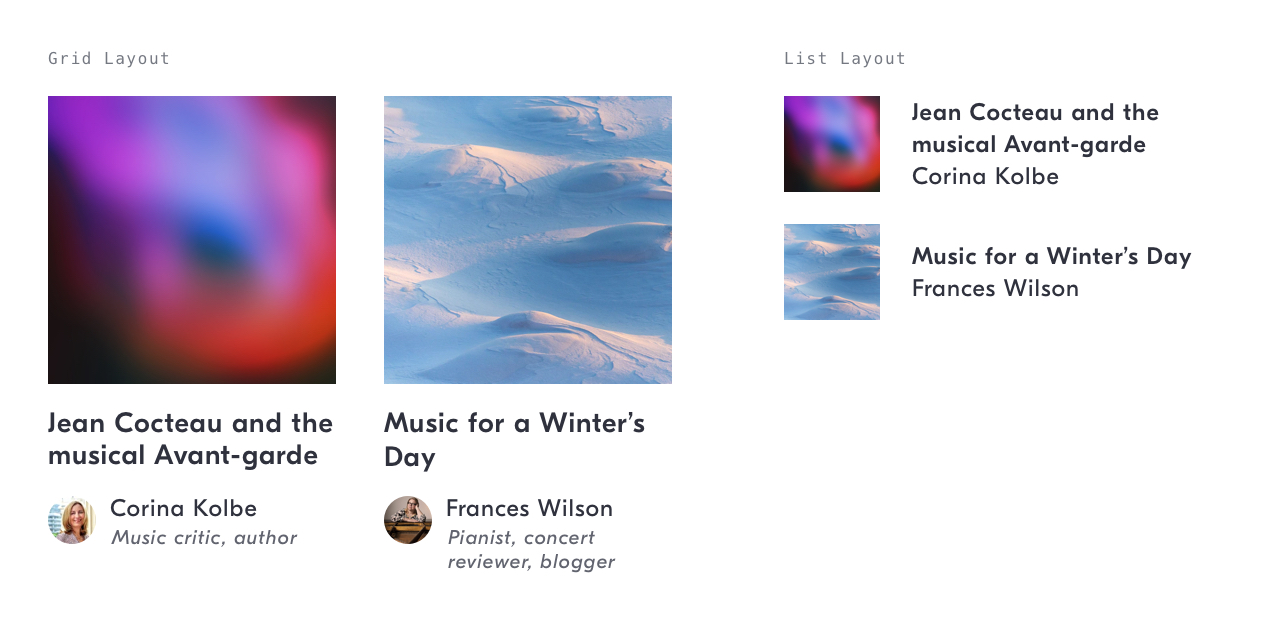 Grid Layout
Jean Cocteau and the
musical Avant-garde
Corina Kolbe
Music critic, author
Music for a Winter’s
Day
Frances Wilson
Pianist, concert
reviewer, blogger
List Layout
Jean Cocteau and the
musical Avant-garde
Corina Kolbe
Music for a Winter’s Day
Frances Wilson